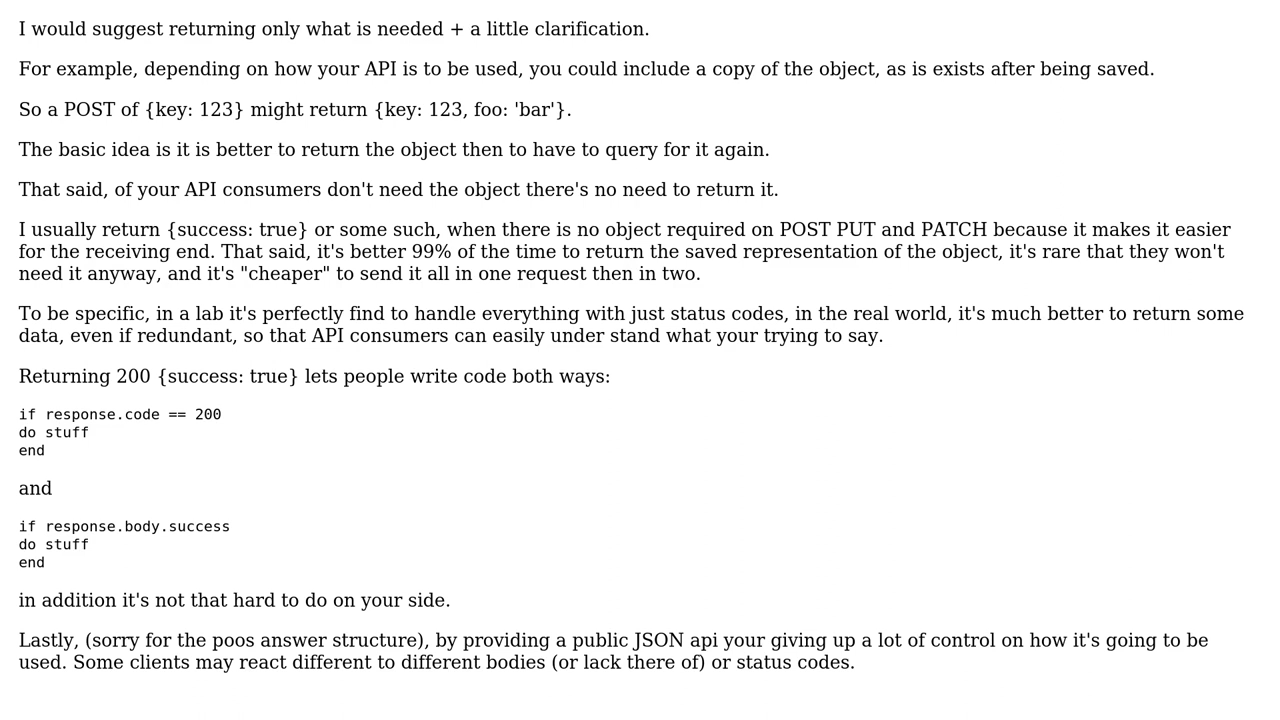 I would suggest returning only what is needed + a little clarification.
For example, depending on how your API is to be used, you could include a copy of the object, as is exists after being saved.
So a POST of {key: 123} might return {key: 123, foo: 'bar'}.
The basic idea is it is better to return the object then to have to query for it again.
That said, of your API consumers don't need the object there's no need to return it.
I usually return {success: true} or some such, when there is no object required on POST PUT and PATCH because it makes it easier
for the receiving end. That said, it's better 99% of the time to return the saved representation of the object, it's rare that they won't
need it anyway, and it's "cheaper" to send it all in one request then in two.
To be specific, in a lab it's perfectly find to handle everything with just status codes, in the real world, it's much better to return some
data, even if redundant, so that API consumers can easily under stand what your trying to say.
Returning 200 {success: true} lets people write code both ways:
if response.code == 200
do stuff
end
and
if response.body.success
do stuff
end
in addition it's not that hard to do on your side.
Lastly, (sorry for the poos answer structure), by providing a public JSON api your giving up a lot of control on how it's going to be
used. Some clients may react different to different bodies (or lack there of) or status codes.